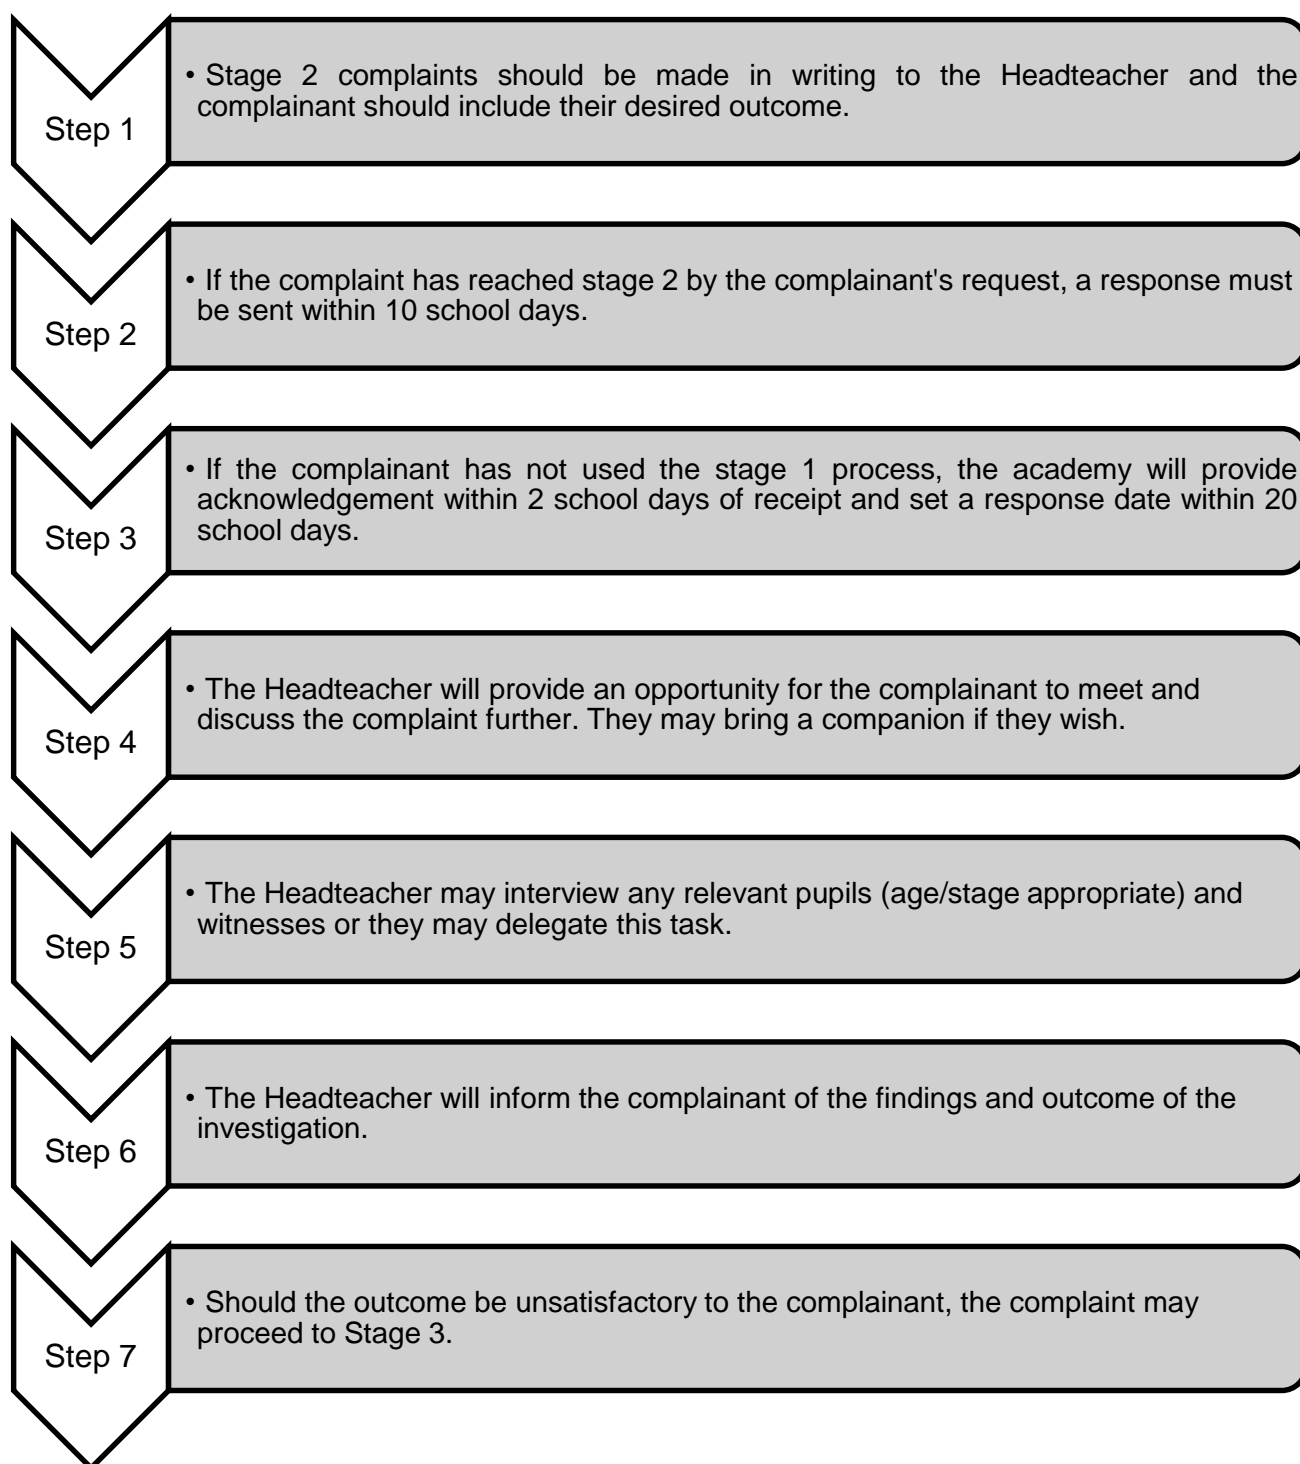 • Stage 2 complaints should be made in writing to the Headteacher and the
complainant should include their desired outcome.
Step 1
• If the complaint has reached stage 2 by the complainant's request, a response must
be sent within 10 school days.
Step 2
• If the complainant has not used the stage 1 process, the academy will provide
acknowledgement within 2 school days of receipt and set a response date within 20
school days.
Step 3
• The Headteacher will provide an opportunity for the complainant to meet and
discuss the complaint further. They may bring a companion if they wish.
Step 4
• The Headteacher may interview any relevant pupils (age/stage appropriate) and
witnesses or they may delegate this task.
Step 5
• The Headteacher will inform the complainant of the findings and outcome of the
investigation.
Step 6
• Should the outcome be unsatisfactory to the complainant, the complaint may
proceed to Stage 3.
Step 7